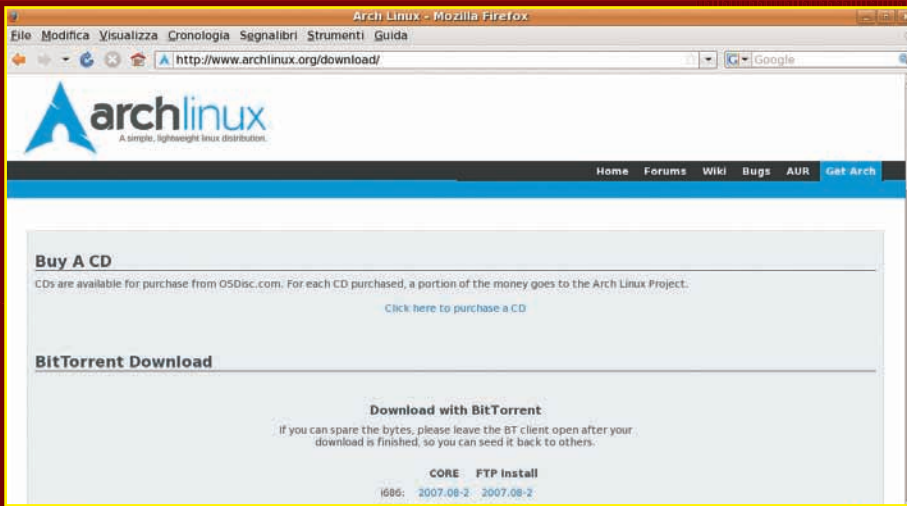 Arch Linux - Mozilla Firefox
File Modifica Visualizza Cronologia Segnalibri Strumenti Guida
http://www.archlinux.org/download/ Google
archlinux
A simple, lightweight linux distribution.
Home Forums Wiki Bugs AUR Get Arch
Buy A CD
CDs are available for purchase from OSDisc.com. For each CD purchased, a portion of the money goes to the Arch Linux Project.
Click here to purchase a CD
BitTorrent Download
Download with BitTorrent
If you can spare the bytes, please leave the BT client open after your
download is finished, so you can seed it back to others.
CORE FTP Install
i686: 2007.08-2 2007.08-2